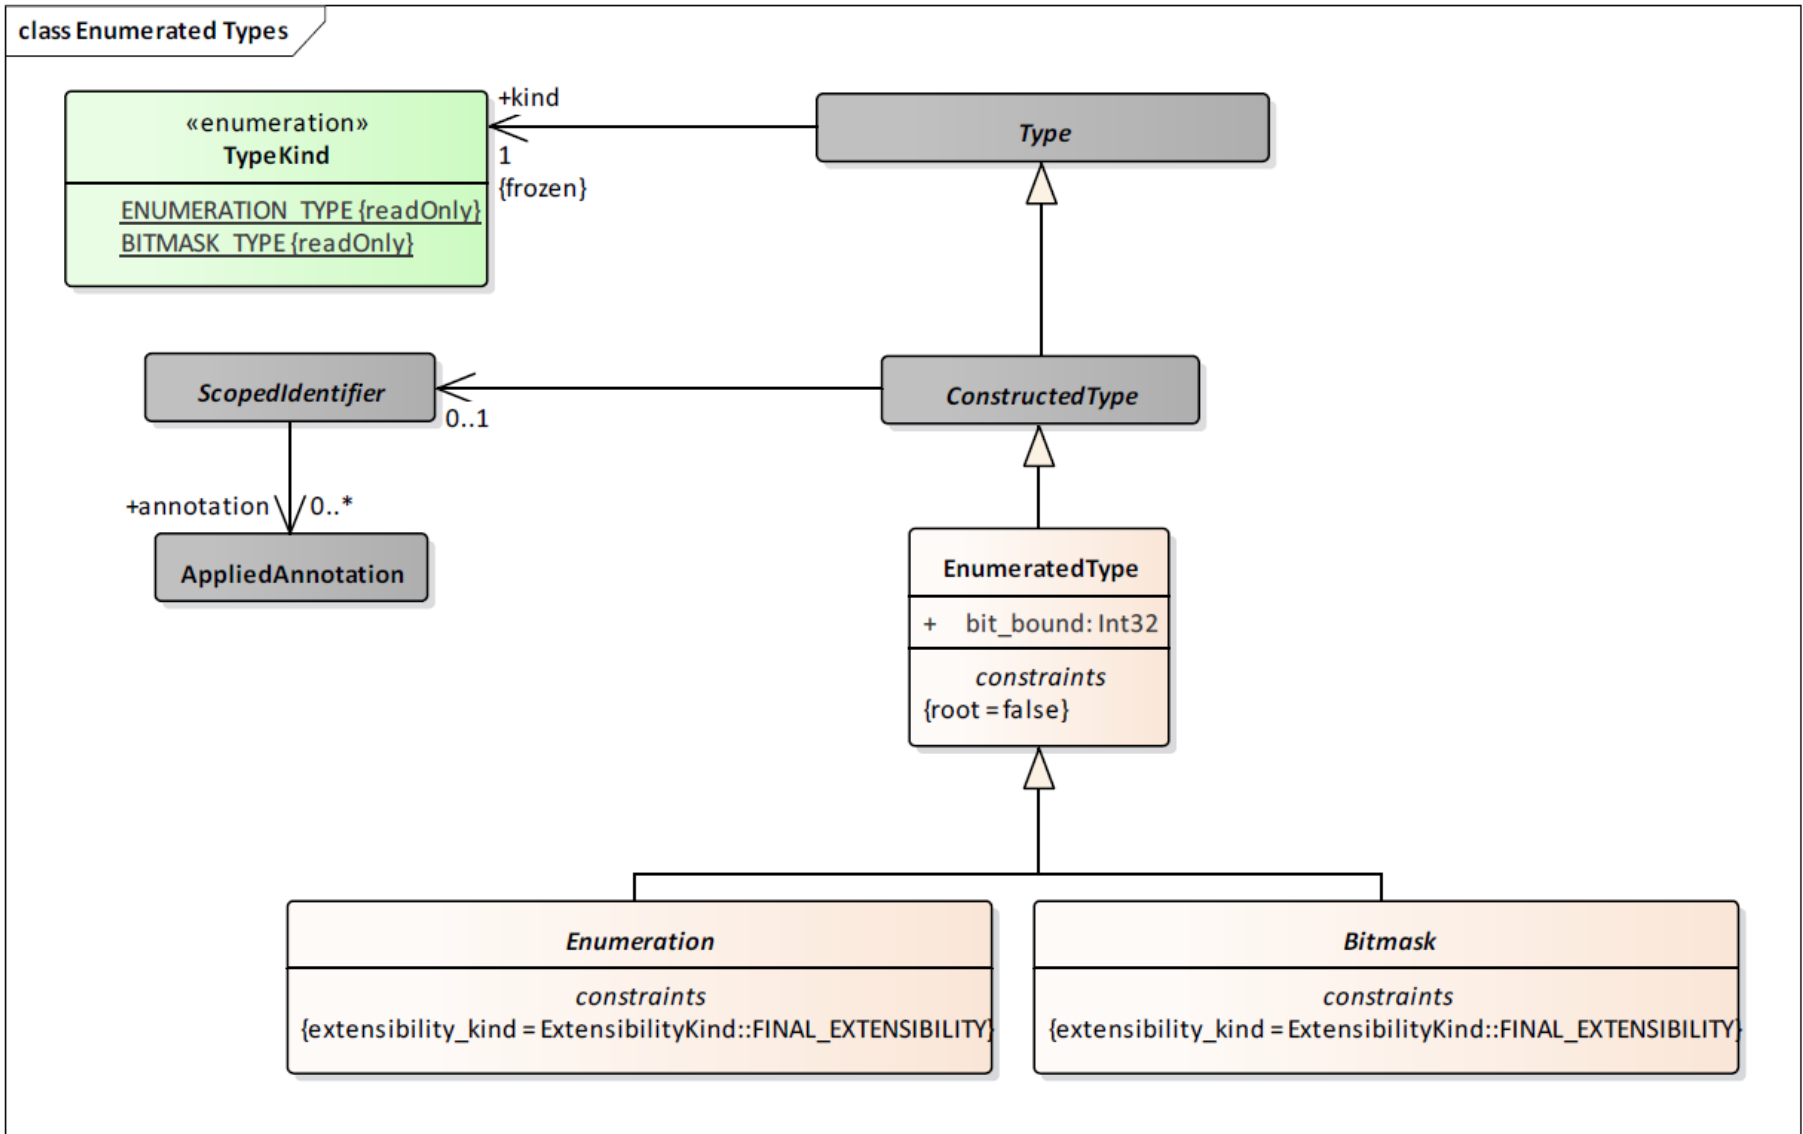 class Enumerated Types
+kind
«enumeration»
TypeKind
Type
1
{frozen}
ENUMERATION_TYPE {readOnly}
BITMASK_TYPE {readOnly}
ScopedIdentifier
ConstructedType
0..1
+annotation
0..*
AppliedAnnotation
EnumeratedType
+ bit_bound: Int32
constraints
{root = false}
Enumeration
constraints
{extensibility_kind = ExtensibilityKind::FINAL_EXTENSIBILITY}
Bitmask
constraints
{extensibility_kind = ExtensibilityKind::FINAL_EXTENSIBILITY}